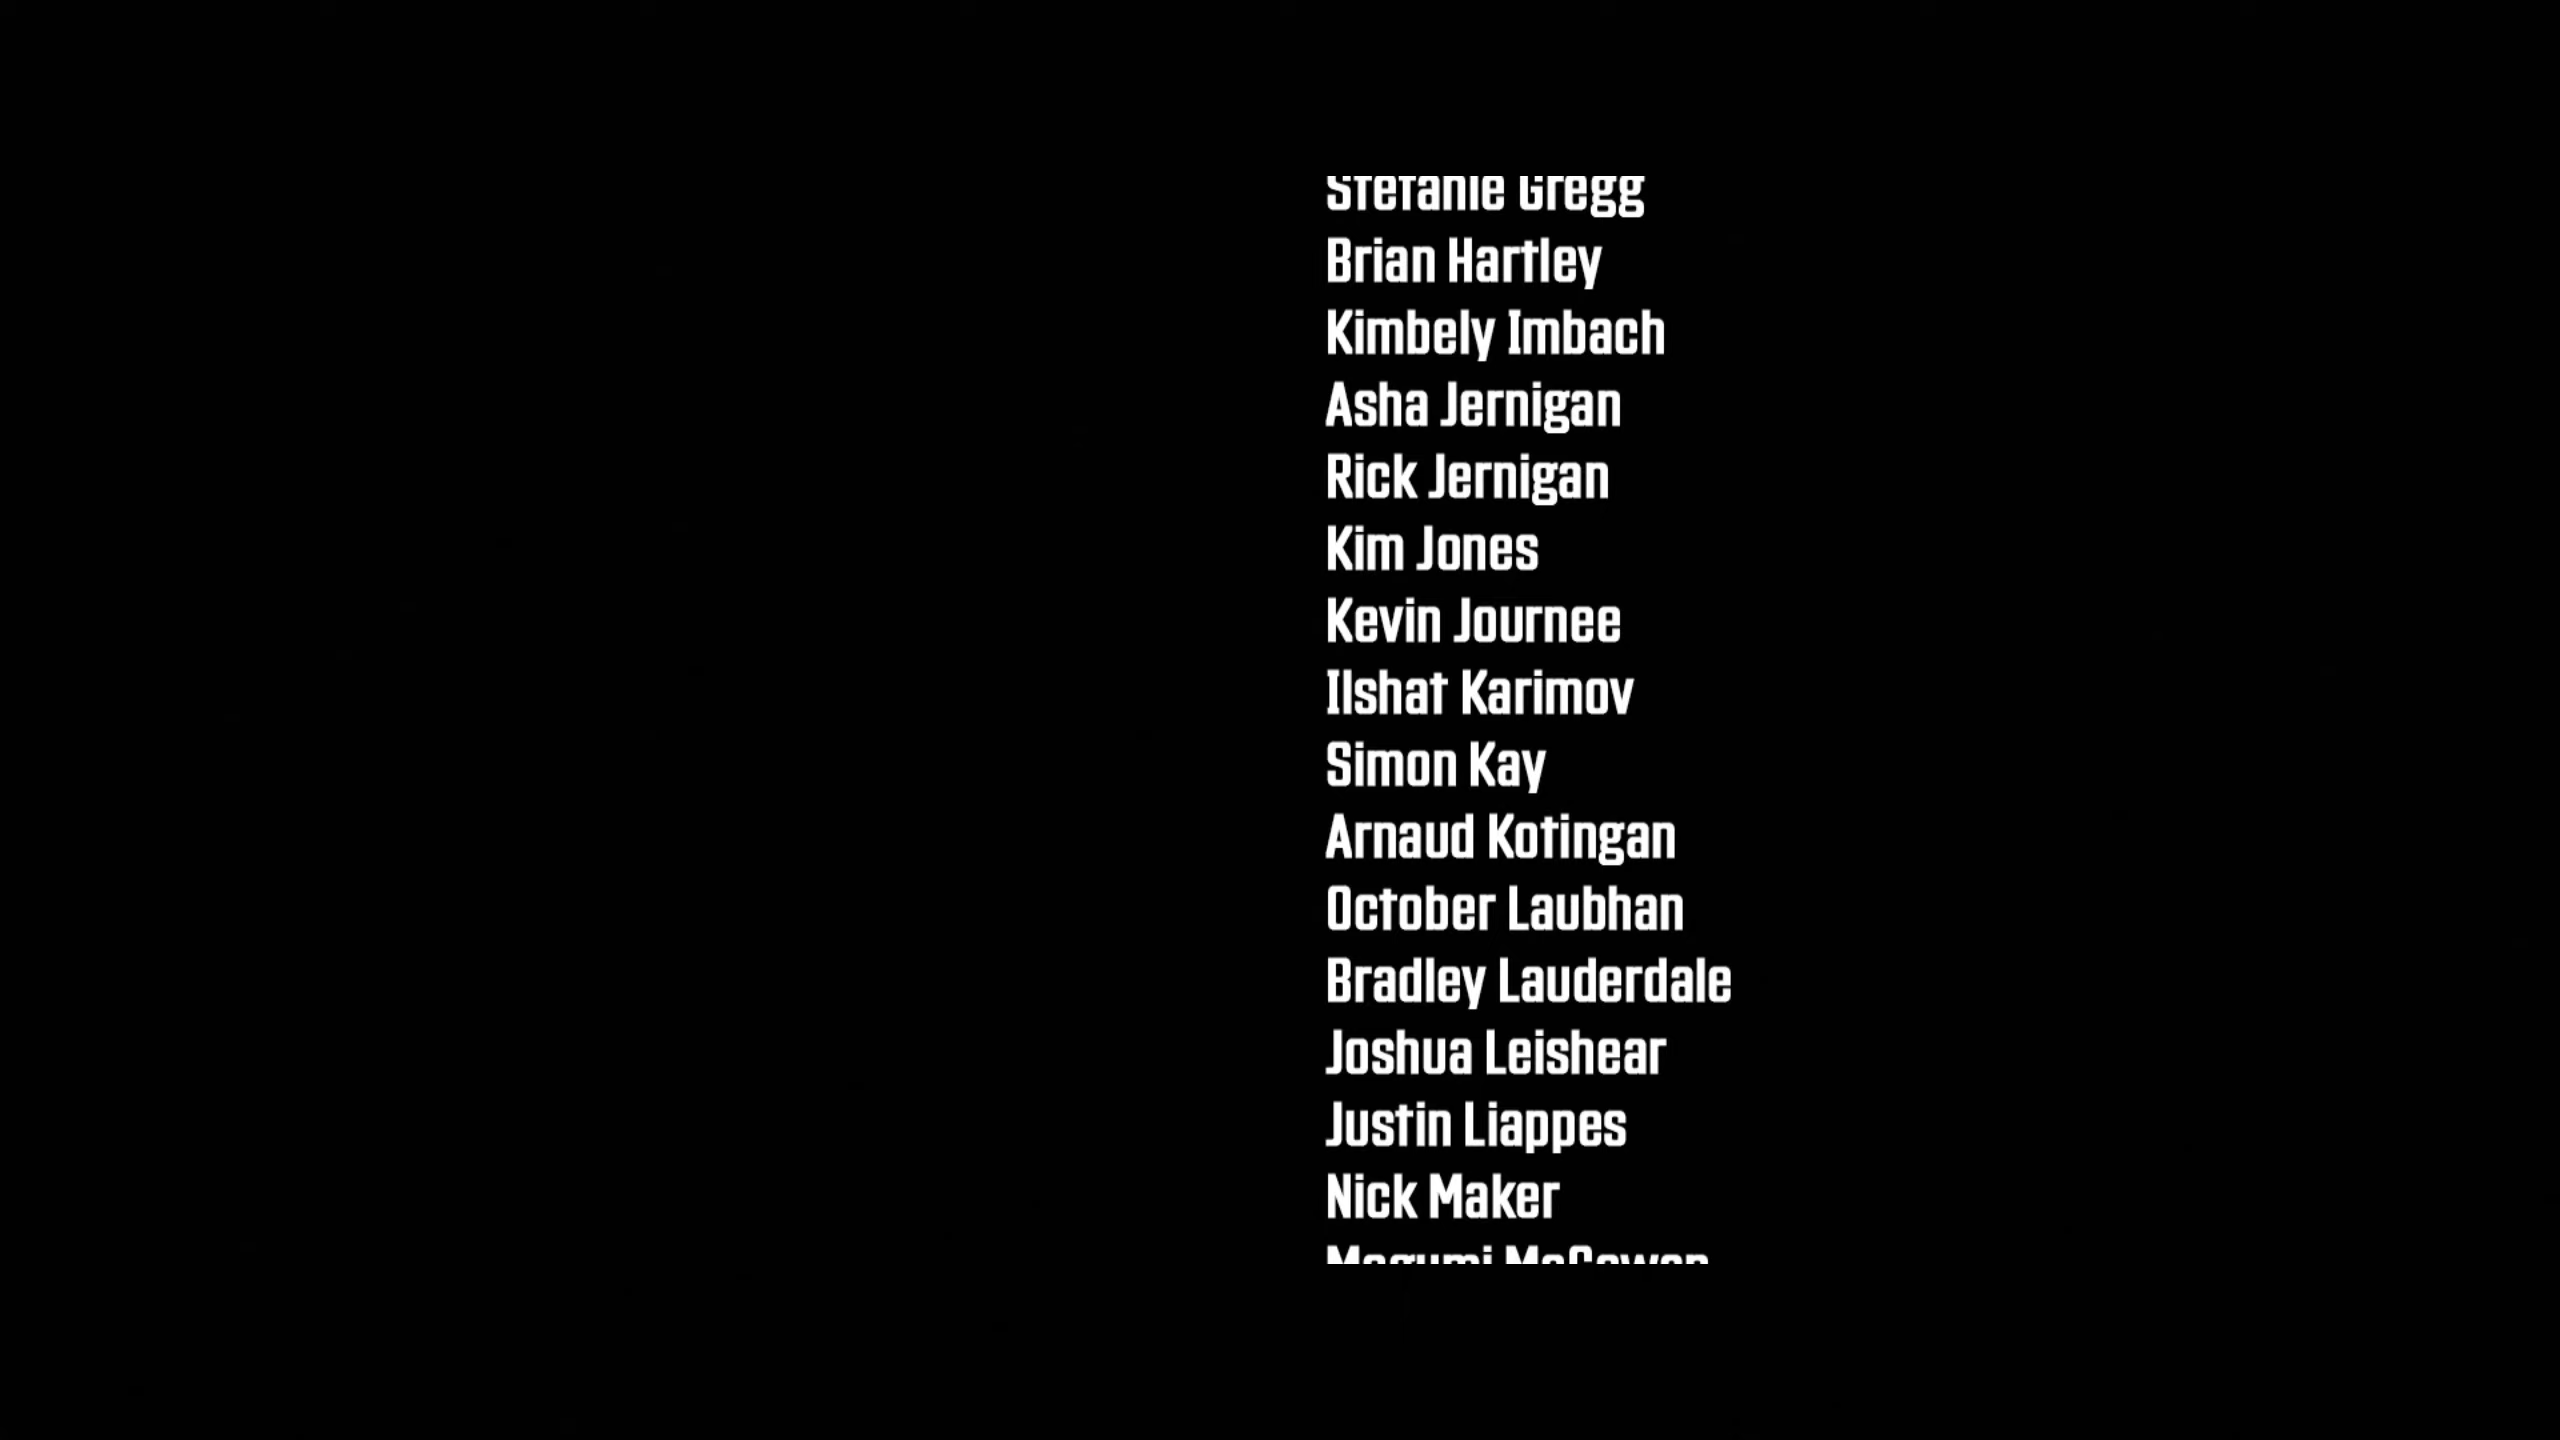 Stefanie Gregg
Brian Hartley
Kimbely Imbach
Asha Jernigan
Rick Jernigan
Kim Jones
Kevin Journee
Ilshat Karimov
Simon Kay
Arnaud Kotingan
October Laubhan
Bradley Lauderdale
Joshua Leishear
Justin Liappes
Nick Maker